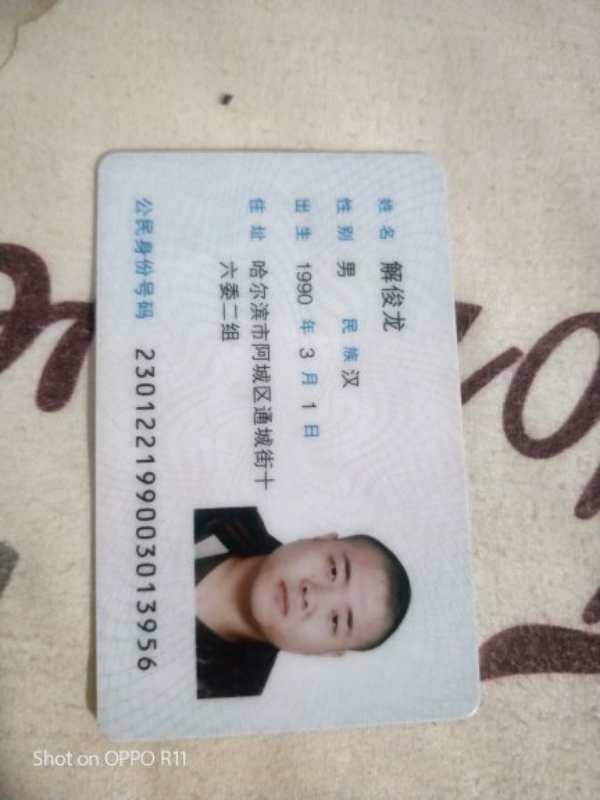 姓名 解俊龙
性别 男 民族 汉
出生 1990 年 3 月 1 日
住址 哈尔滨市阿城区通城街十
六委二组
公民身份号码 230122199003013956
Shot on OPPO R11